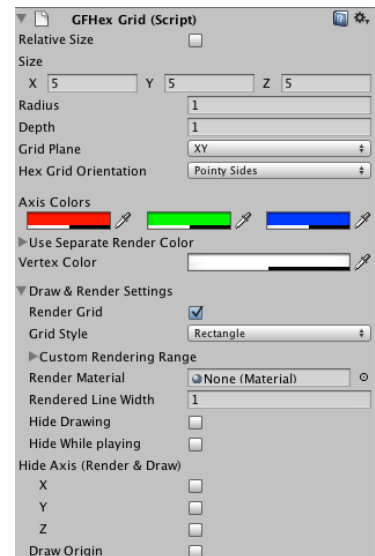 GFHex Grid (Script)
Relative Size
Size
X 5 Y 5 Z 5
Radius 1
Depth 1
Grid Plane XY
Hex Grid Orientation Pointy Sides
Axis Colors
Use Separate Render Color
Vertex Color
Draw & Render Settings
Render Grid
Grid Style Rectangle
Custom Rendering Range
Render Material None (Material)
Rendered Line Width 1
Hide Drawing
Hide While playing
Hide Axis (Render & Draw)
X
Y
Z
Draw Origin